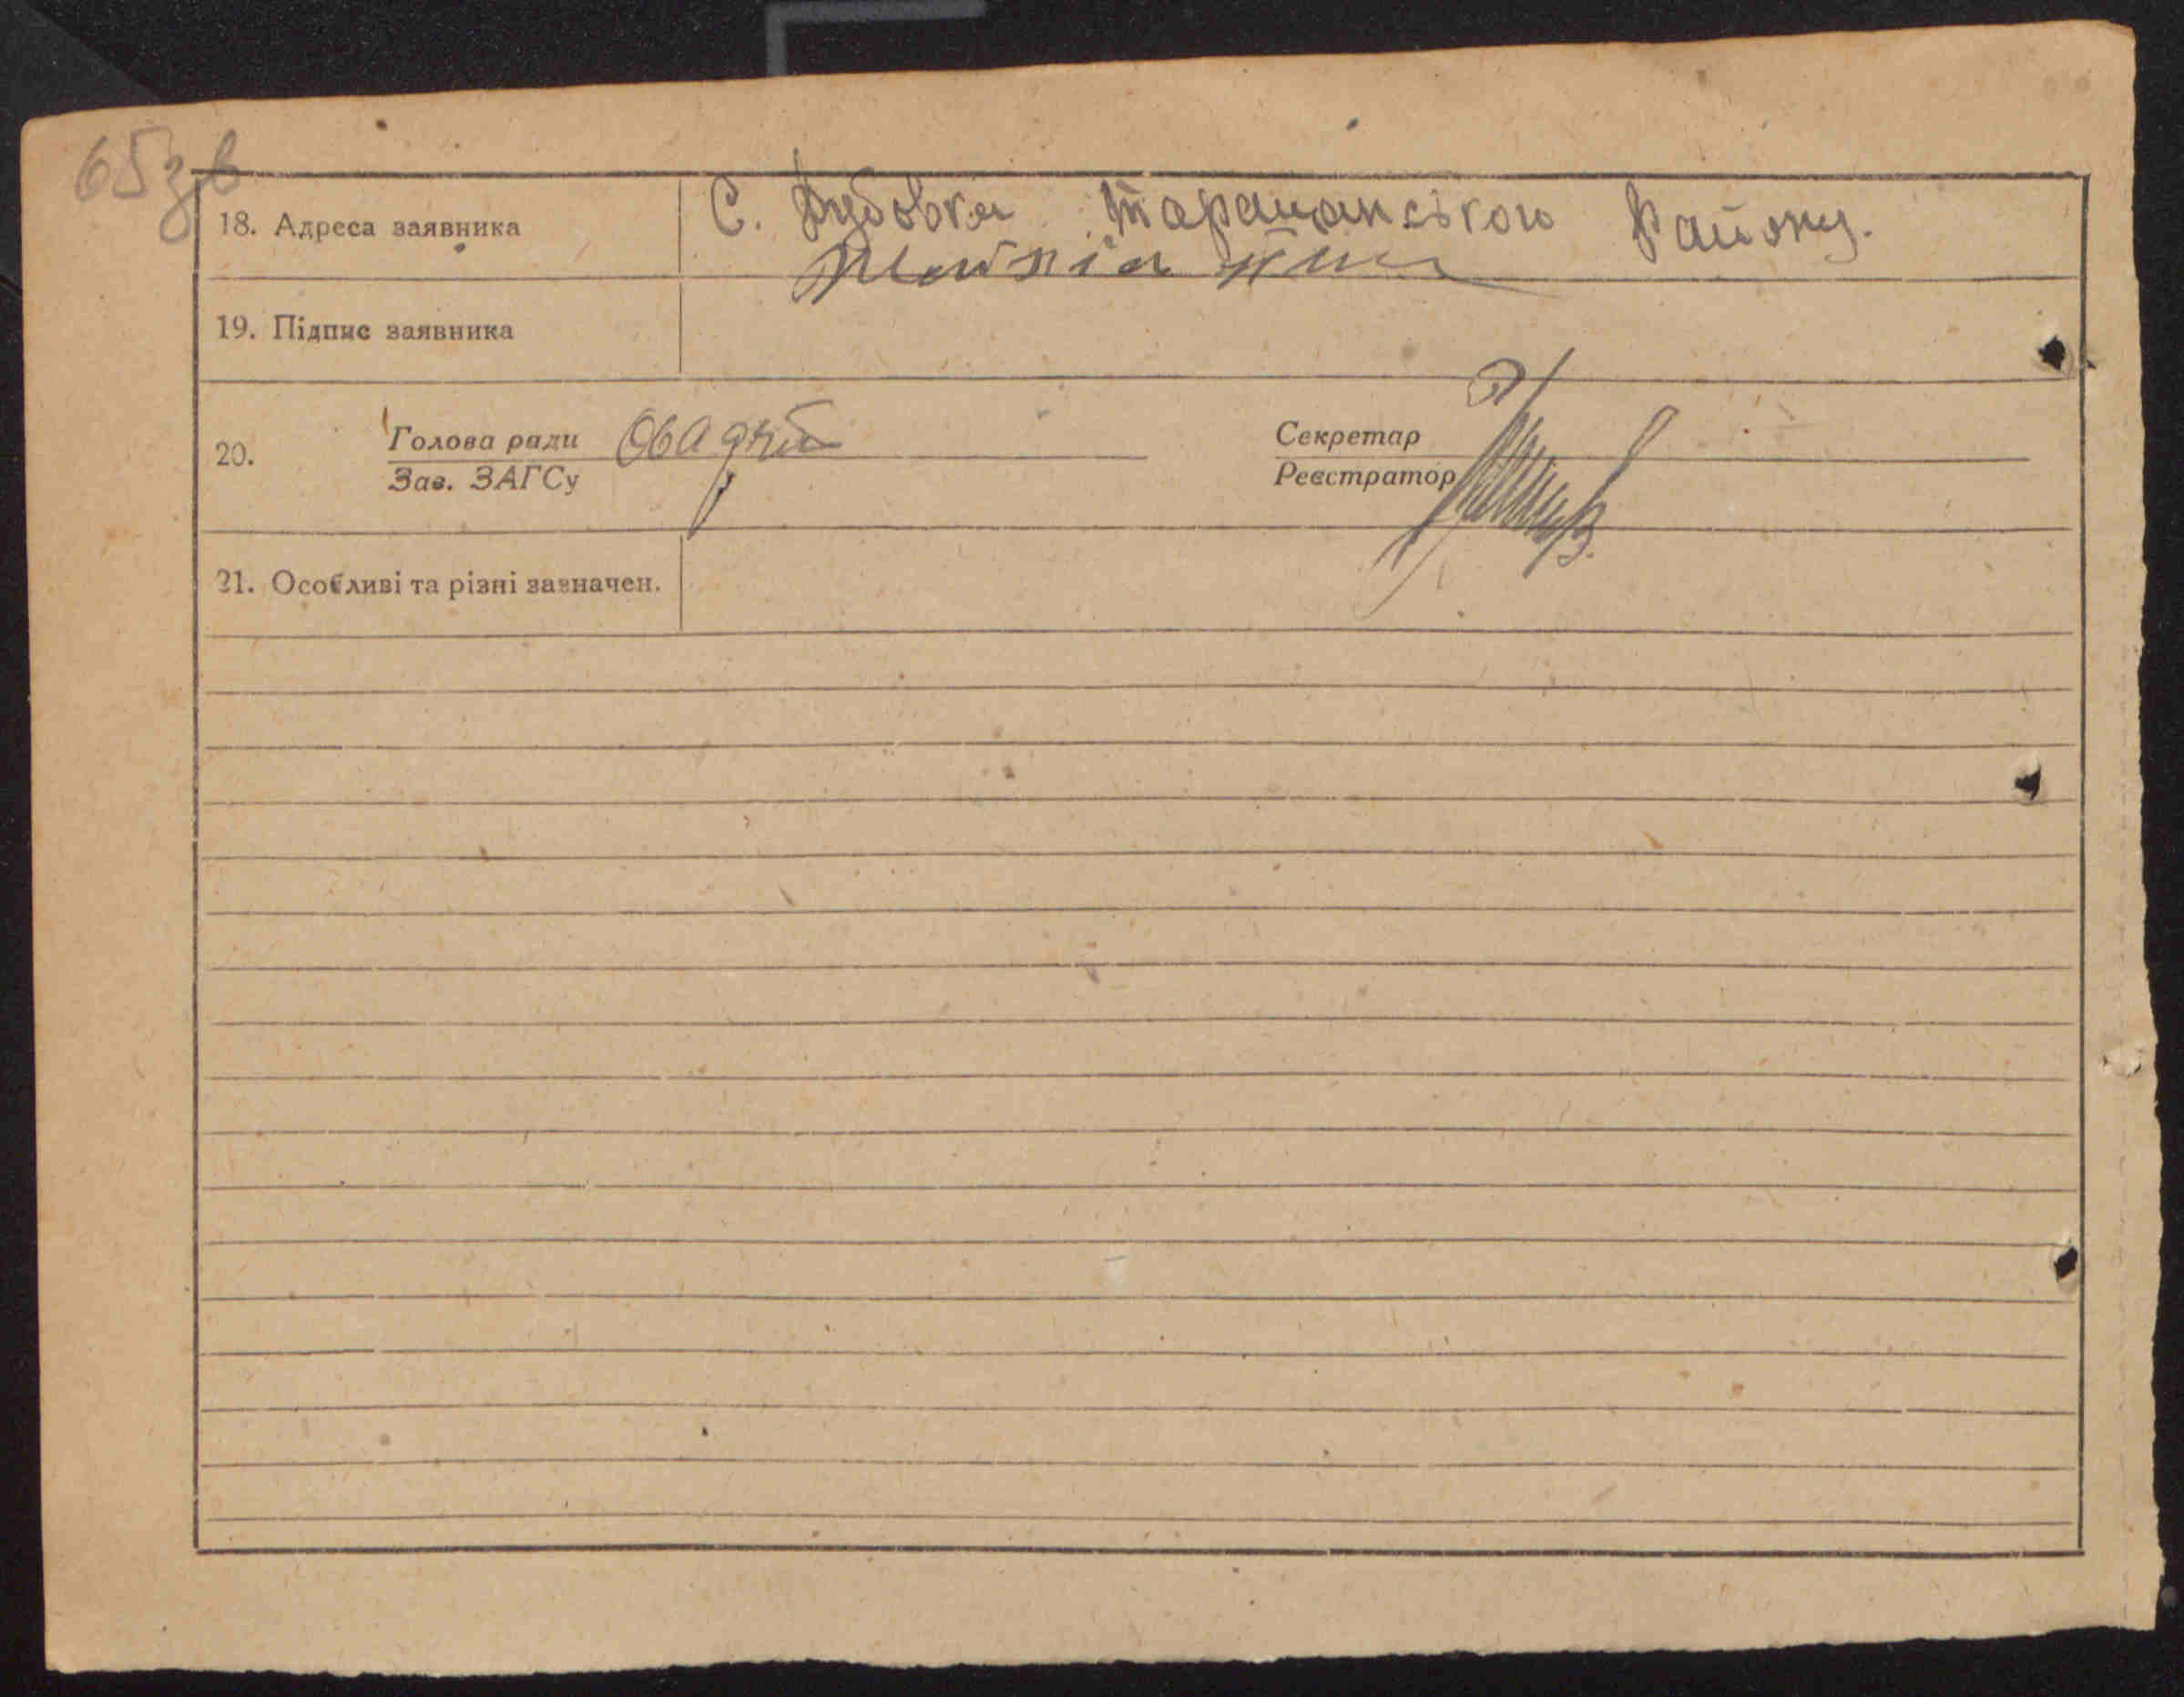 65зв
18. Адреса заявника С. Дубовка Таращанського Району.
19. Підпис заявника
20. Голова ради Секретар
Зав. ЗАГСу Реєстратор
21. Особливі та різні зазначен.